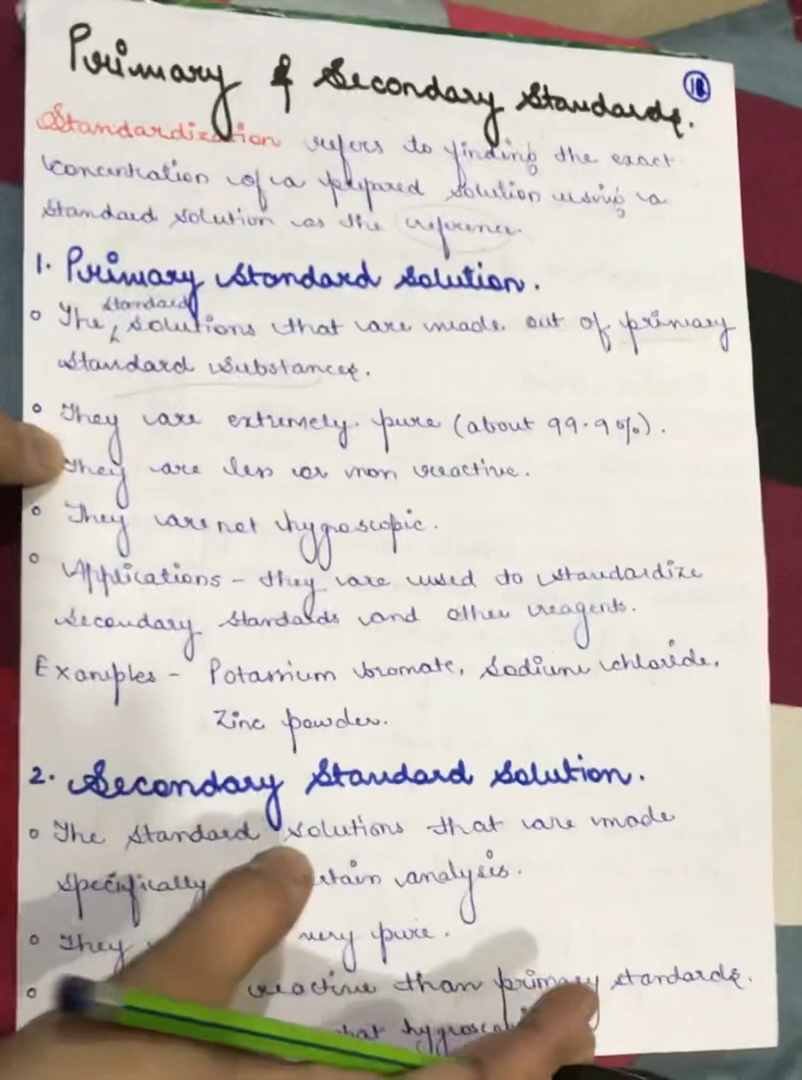 Primary & Secondary Standards.
18
Standardization refers to finding the exact
concentration of a prepared solution using a
standard solution as the reference.
1. Primary standard solution.
standard
The solutions that are made out of primary
standard substances.
They are extremely pure (about 99.9%).
They are less or non reactive.
They are not hygroscopic.
Applications - they are used to standardize
secondary standards and other reagents.
Examples - Potassium bromate, sodium chloride,
Zinc powder.
2. Secondary standard solution.
The standard solutions that are made
specifically analysis.
They very pure.
reactive than primary standards.